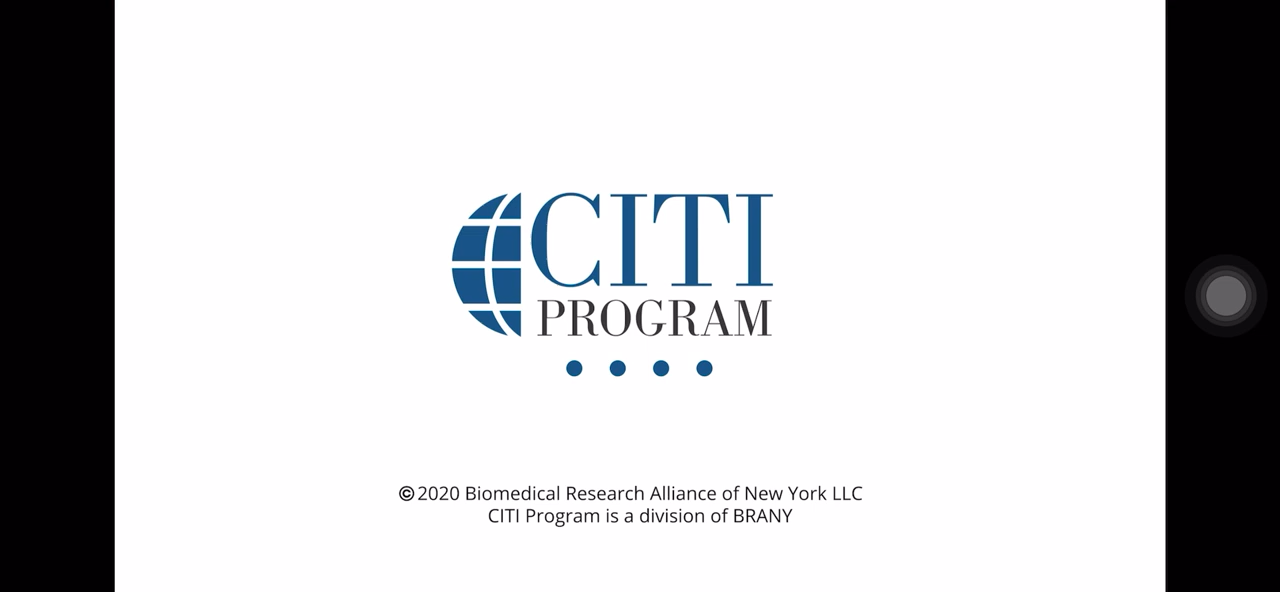 CITI
PROGRAM
©2020 Biomedical Research Alliance of New York LLC
CITI Program is a division of BRANY